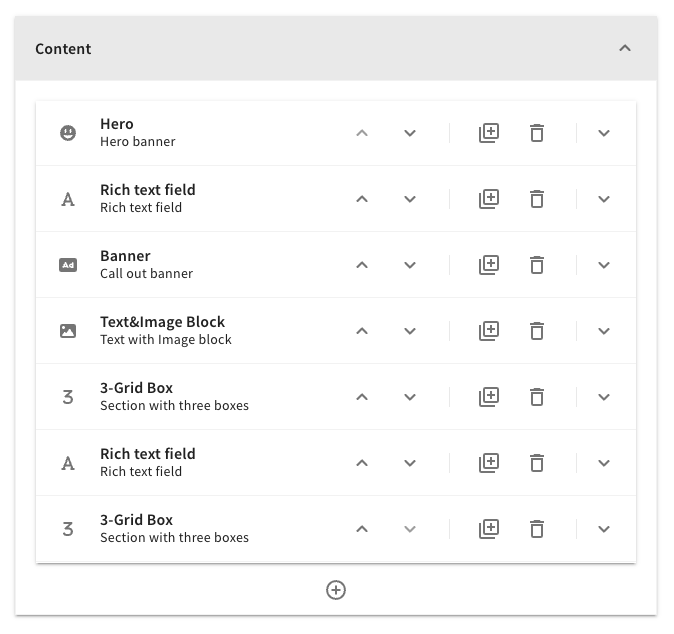 Content
Hero
Hero banner
A
Rich text field
Rich text field
Ad
Banner
Call out banner
Text&Image Block
Text with Image block
3
3-Grid Box
Section with three boxes
A
Rich text field
Rich text field
3
3-Grid Box
Section with three boxes